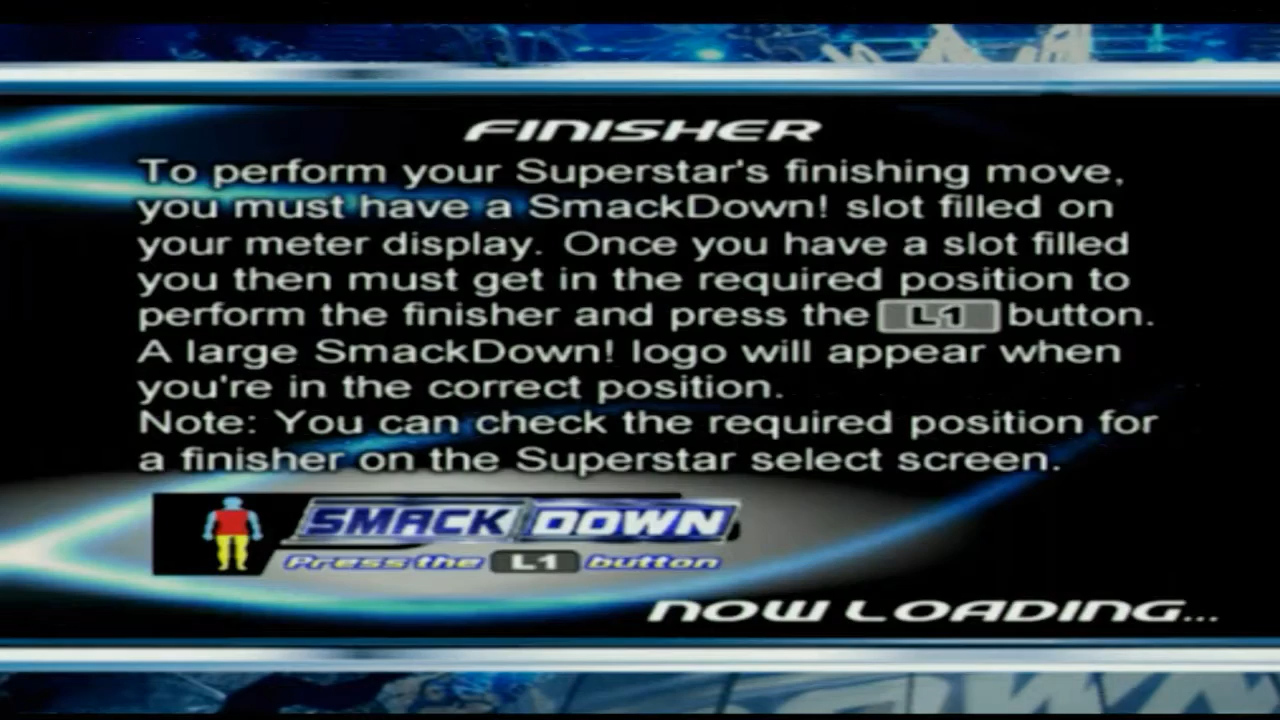 FINISHER
To perform your Superstar's finishing move,
you must have a SmackDown! slot filled on
your meter display. Once you have a slot filled
you then must get in the required position to
perform the finisher and press the L1 button.
A large SmackDown! logo will appear when
you're in the correct position.
Note: You can check the required position for
a finisher on the Superstar select screen.
SMACK DOWN
Press the L1 button
NOW LOADING...